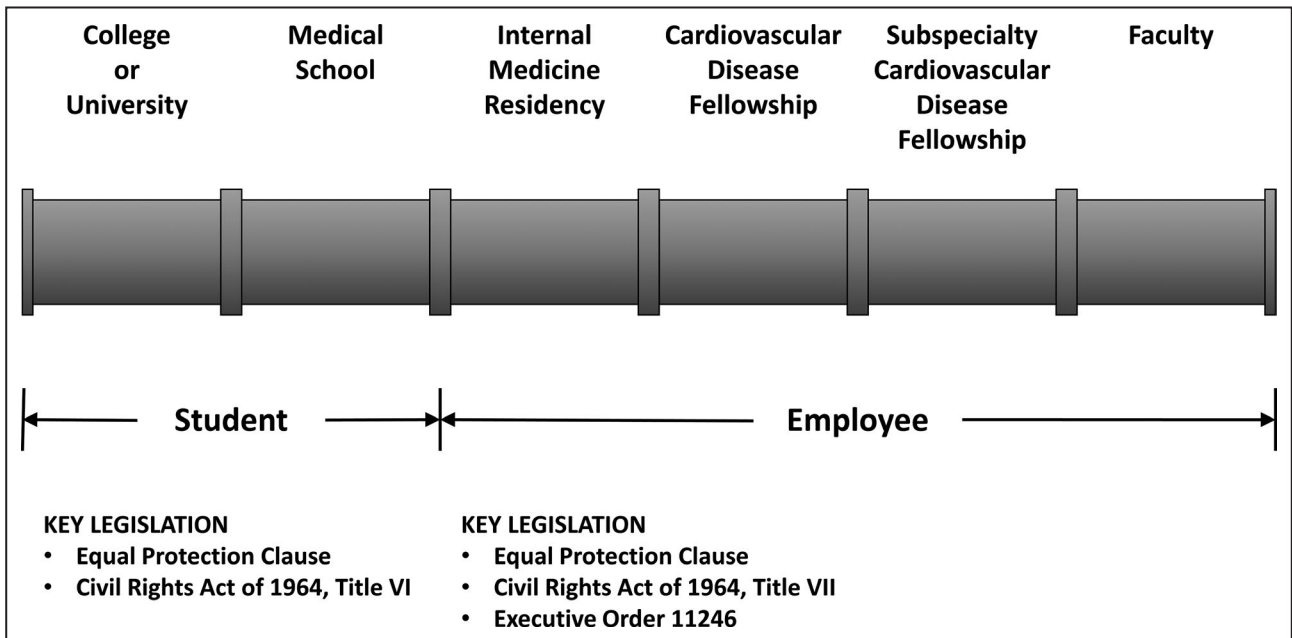 College
or
University
Medical
School
Internal
Medicine
Residency
Cardiovascular
Disease
Fellowship
Subspecialty
Cardiovascular
Disease
Fellowship
Faculty
Student
Employee
KEY LEGISLATION
• Equal Protection Clause
• Civil Rights Act of 1964, Title VI
KEY LEGISLATION
• Equal Protection Clause
• Civil Rights Act of 1964, Title VII
• Executive Order 11246